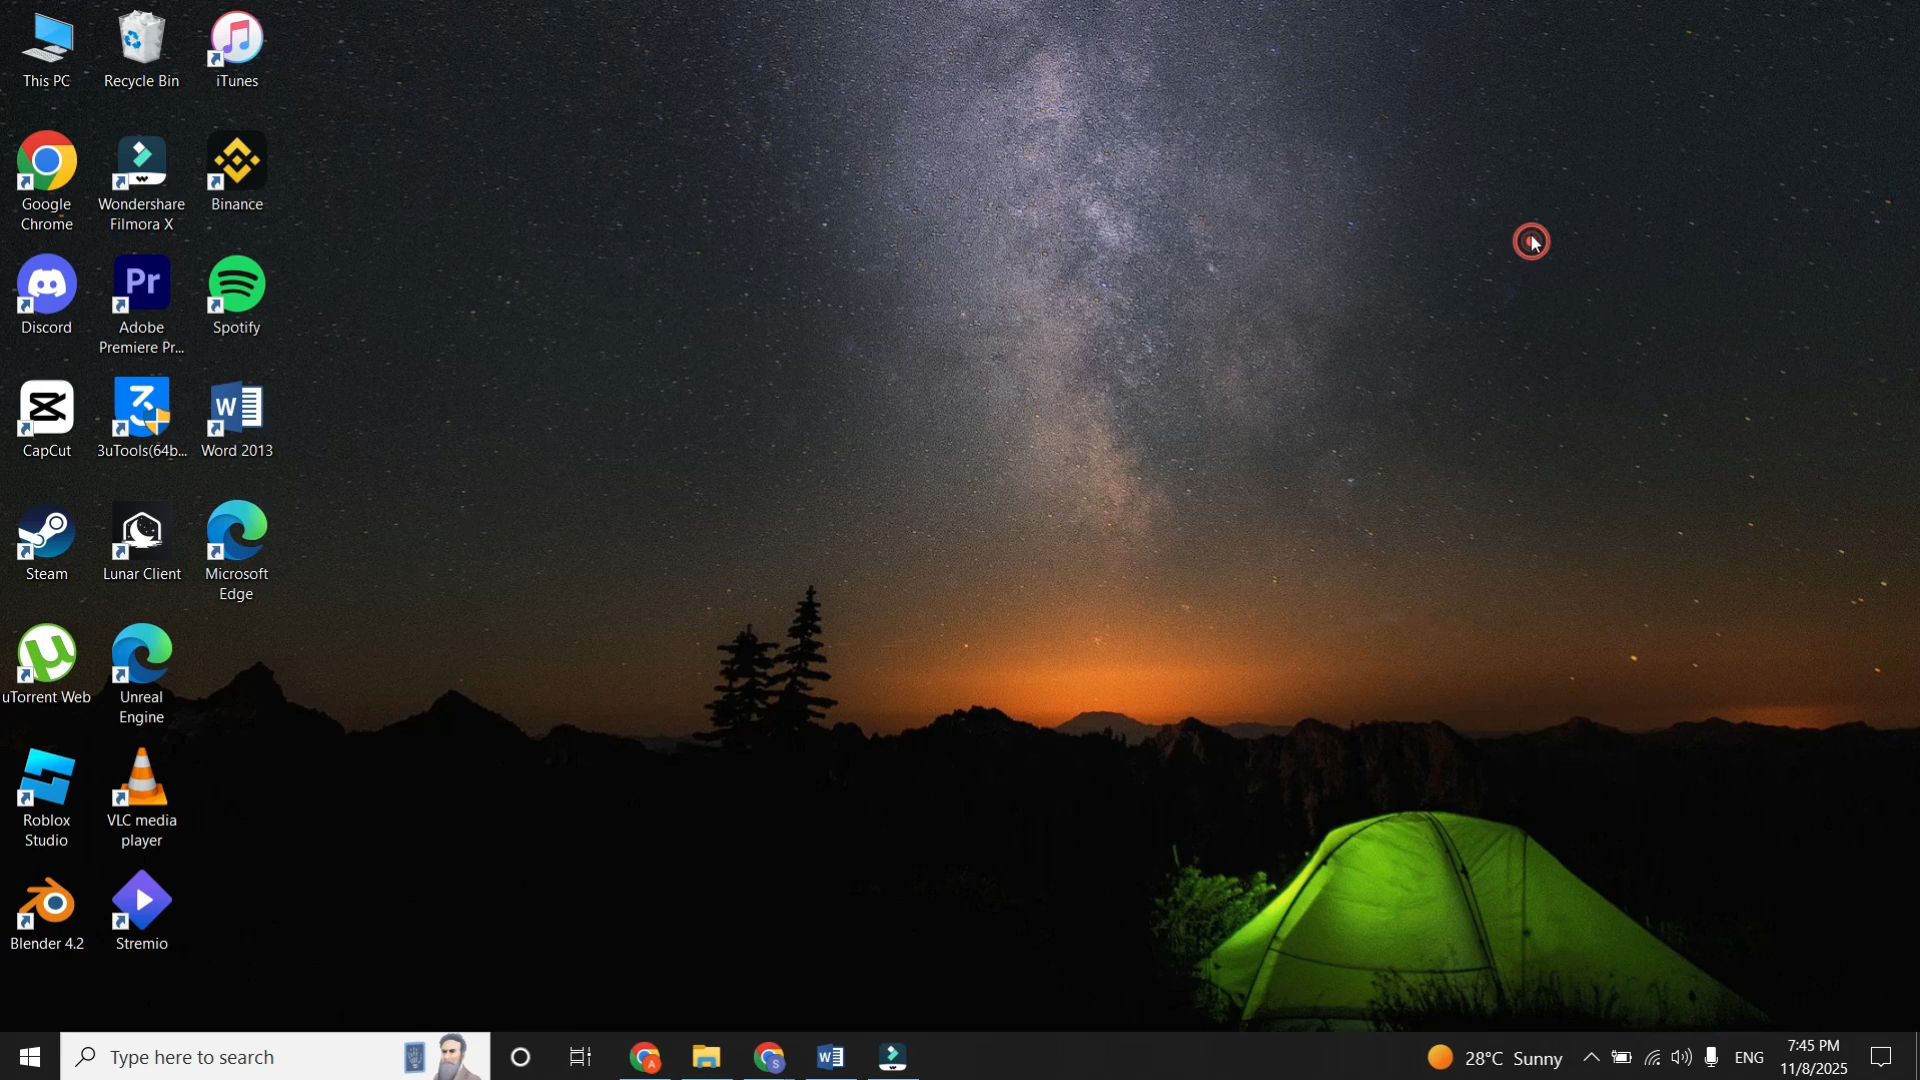 This PC
Recycle Bin
iTunes
Google
Chrome
Wondershare
Filmora X
Binance
Discord
Pr
Adobe
Premiere Pr...
Spotify
CapCut
3uTools(64b...
W
Word 2013
Steam
Lunar Client
Microsoft
Edge
uTorrent Web
Unreal
Engine
Roblox
Studio
VLC media
player
Blender 4.2
Stremio
Type here to search
A
S
W
28°C Sunny
ENG
7:45 PM
11/8/2025